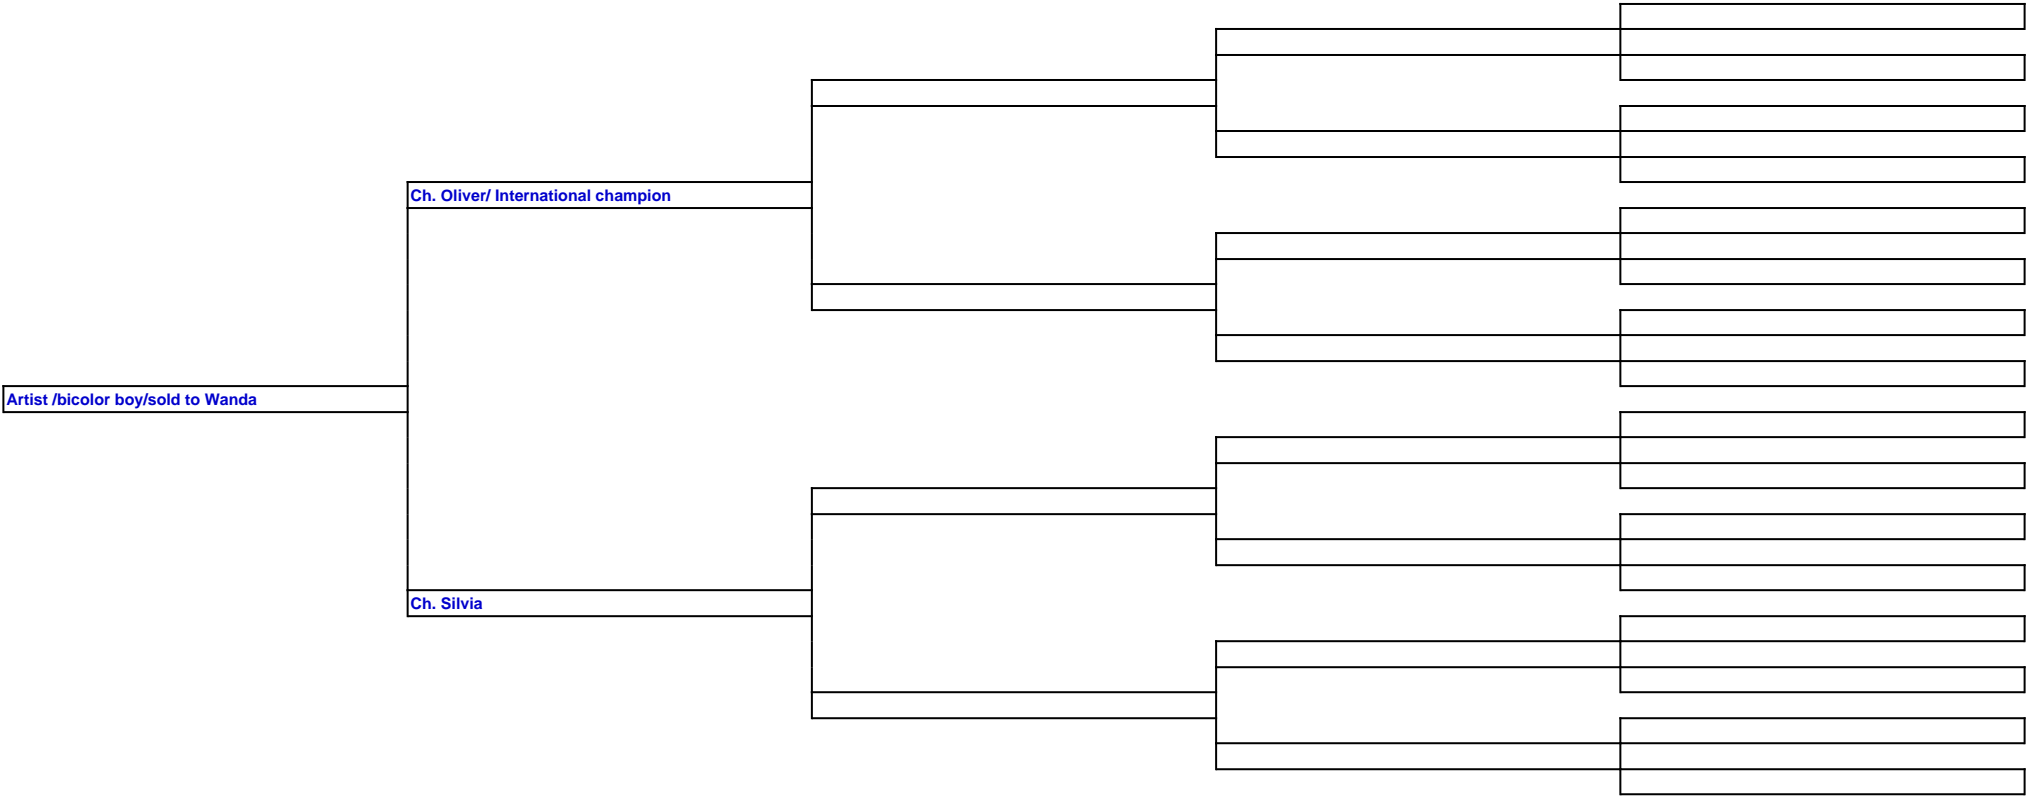 Ch. Oliver/ International champion
Artist /bicolor boy/sold to Wanda
Ch. Silvia